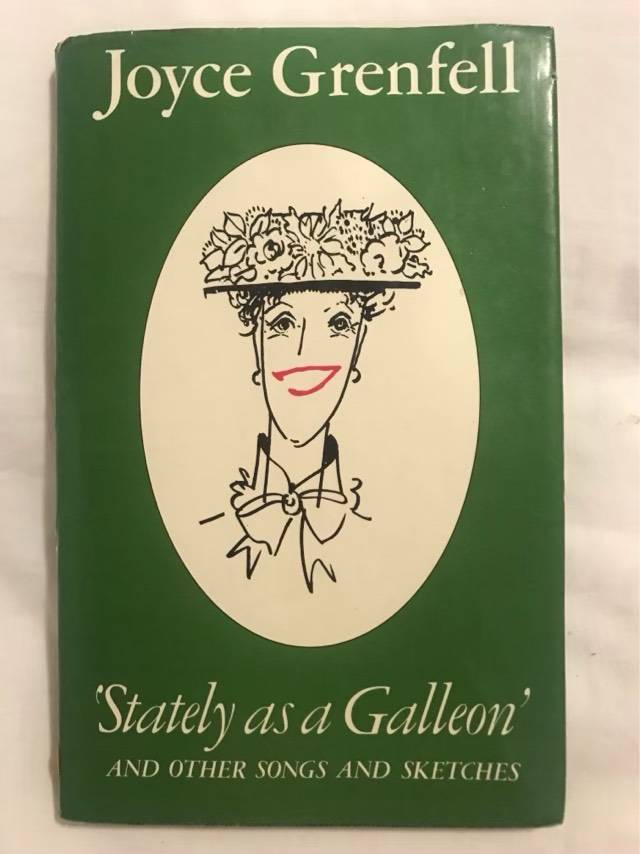 Joyce Grenfell
'Stately as a Galleon'
AND OTHER SONGS AND SKETCHES